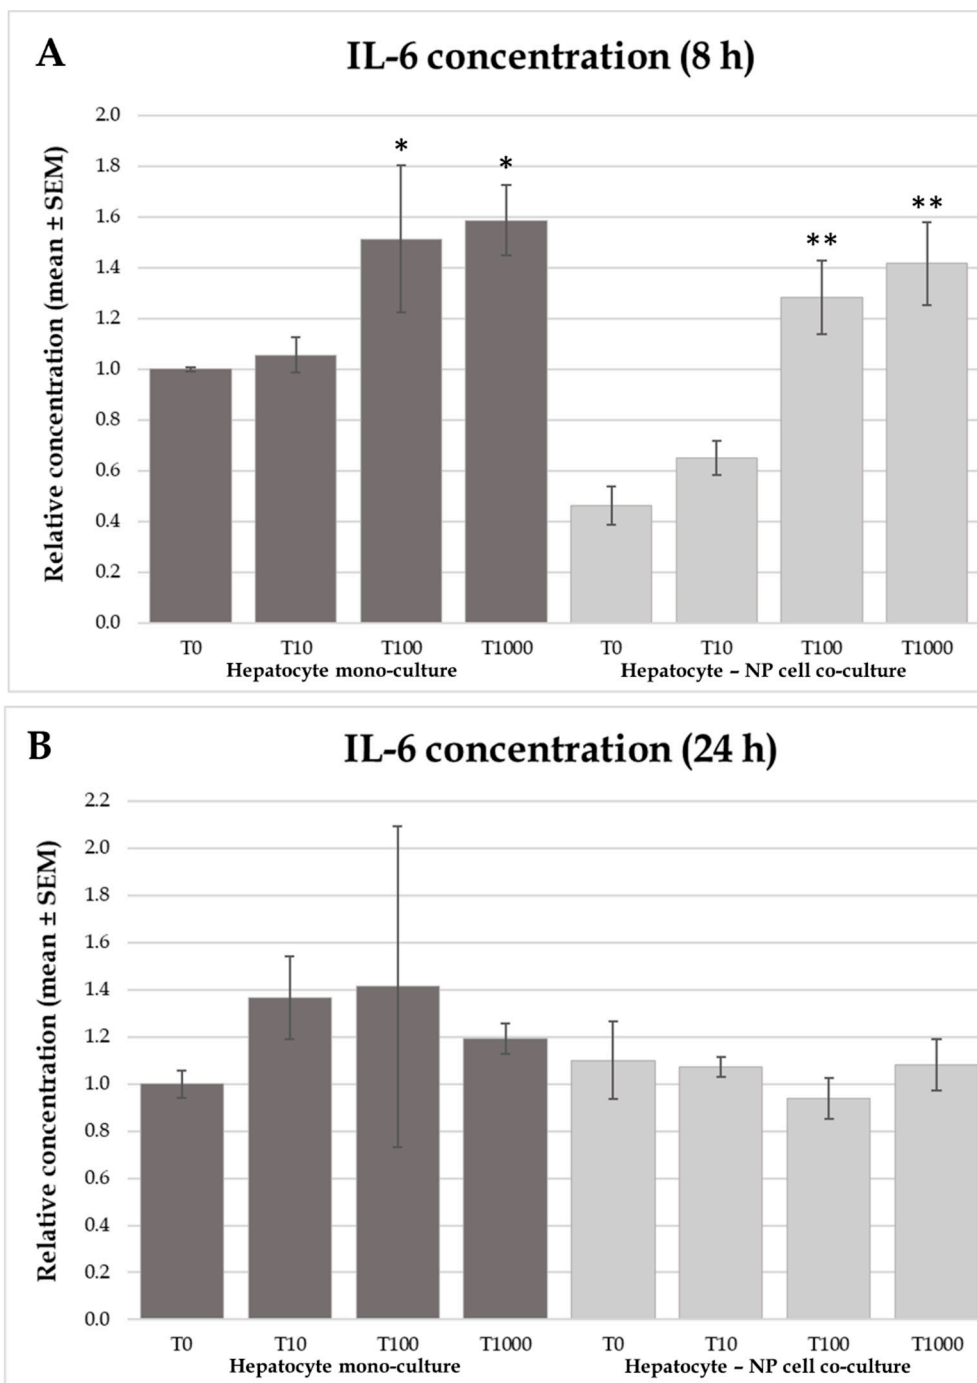 A
IL-6 concentration (8 h)
Relative concentration (mean ± SEM)
2.0
1.8
1.6
1.4
1.2
1.0
0.8
0.6
0.4
0.2
0.0
* * ** **
T0 T10 T100 T1000 T0 T10 T100 T1000
Hepatocyte mono-culture Hepatocyte – NP cell co-culture
B
IL-6 concentration (24 h)
Relative concentration (mean ± SEM)
2.2
2.0
1.8
1.6
1.4
1.2
1.0
0.8
0.6
0.4
0.2
0.0
T0 T10 T100 T1000 T0 T10 T100 T1000
Hepatocyte mono-culture Hepatocyte – NP cell co-culture